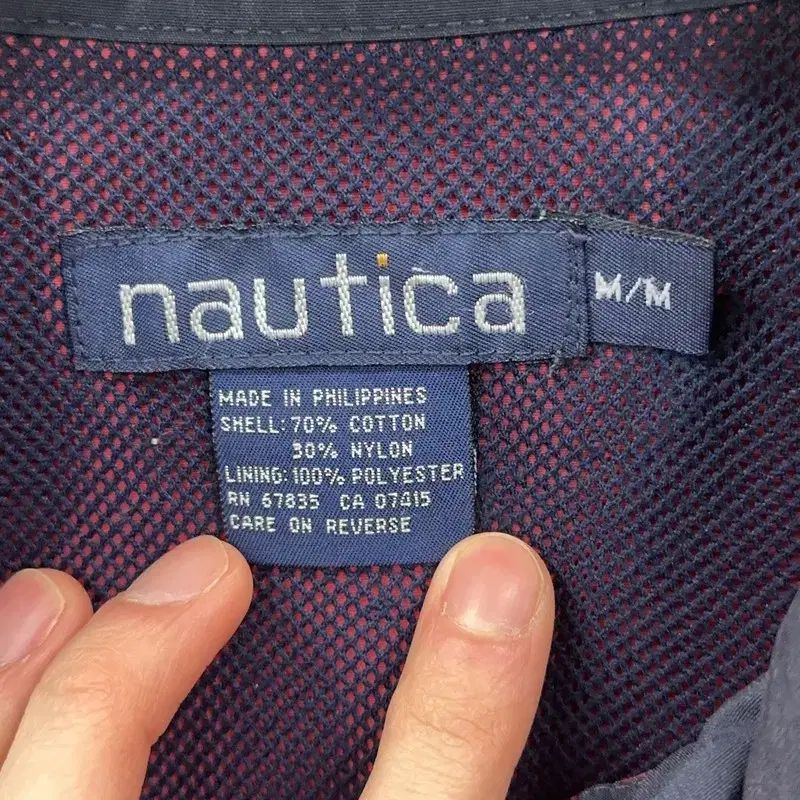 nautica
M/M
MADE IN PHILIPPINES
SHELL: 70% COTTON
30% NYLON
LINING: 100% POLYESTER
RN 67835 CA 07415
CARE ON REVERSE